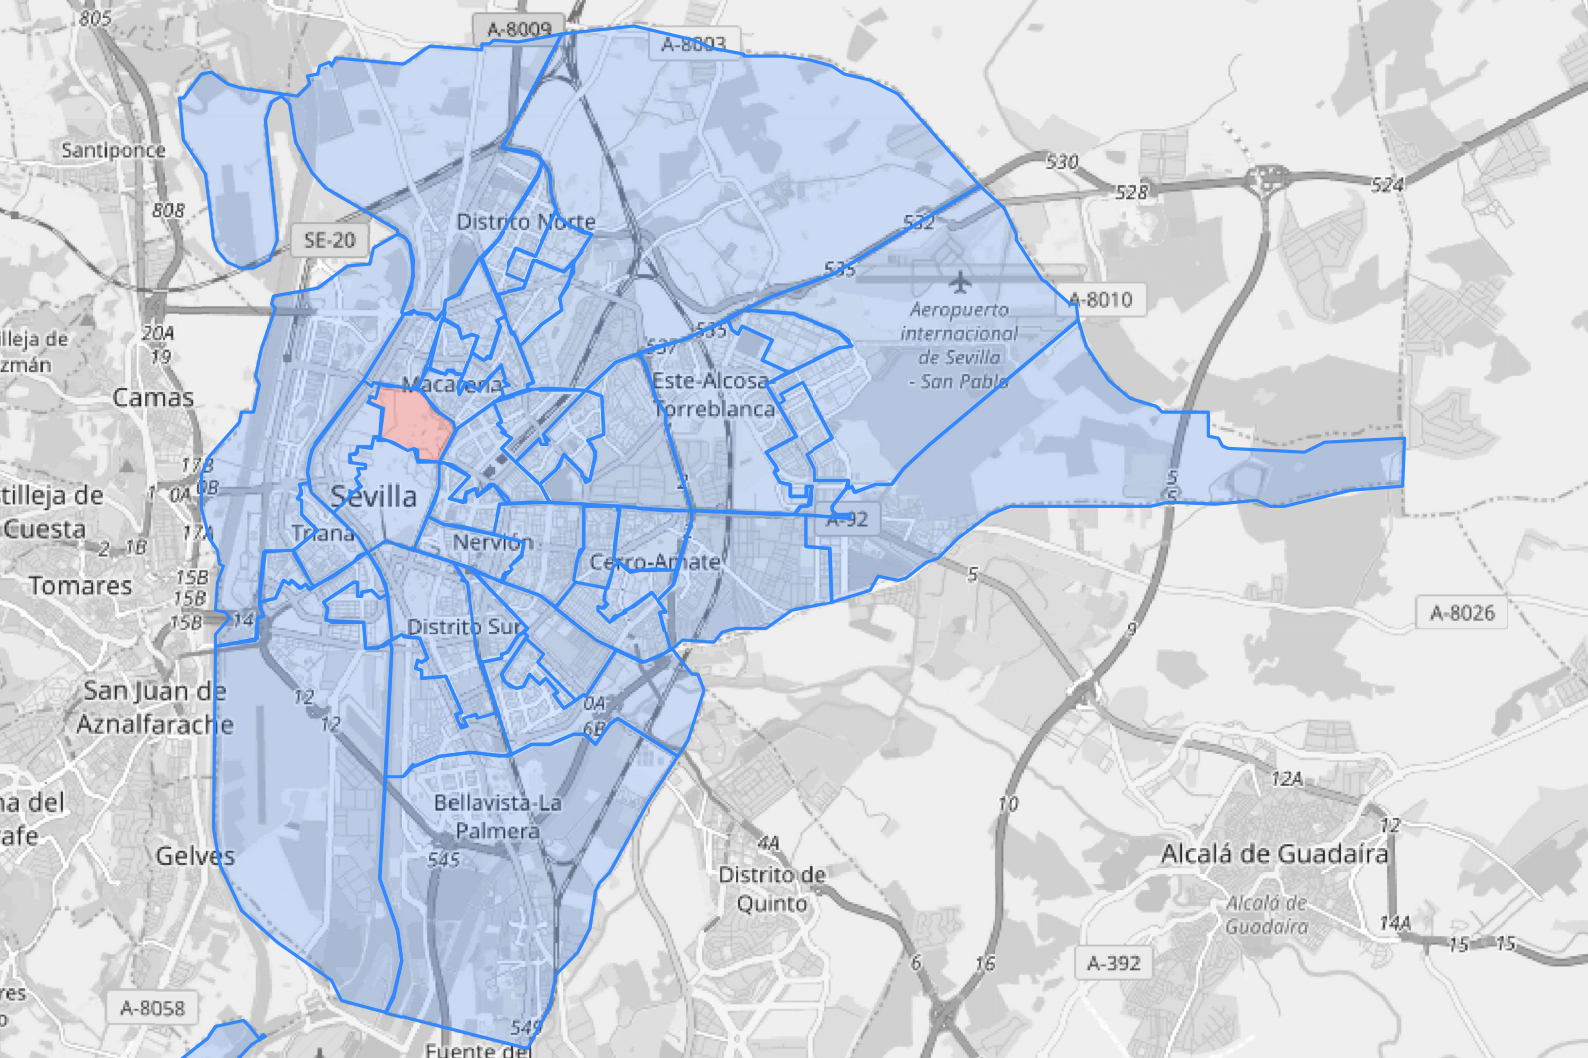 805
A-8009
A-8003
Santiponce
530
528
524
808
Distrito Norte
532
SE-20
535
A-8010
Aeropuerto
internacional
de Sevilla
- San Pablo
20A
19
535
537
illeja de
zmán
Camas
Macarena
Este-Alcosa-
Torreblanca
17B
1
0A
0B
2
5
5
tilleja de
Cuesta
Sevilla
A-92
17A
Triana
Nervión
2
1B
Cerro-Amate
Tomares
15B
15B
15B
14
5
A-8026
9
Distrito Sur
San Juan de
Aznalfarache
12
12
0A
6B
na del
afe
Bellavista-La
Palmera
10
12A
12
Gelves
545
4A
Alcalá de Guadaíra
Distrito de
Quinto
Alcalá de
Guadaíra
14A
15
15
6
16
A-392
res
o
A-8058
549
Fuente del